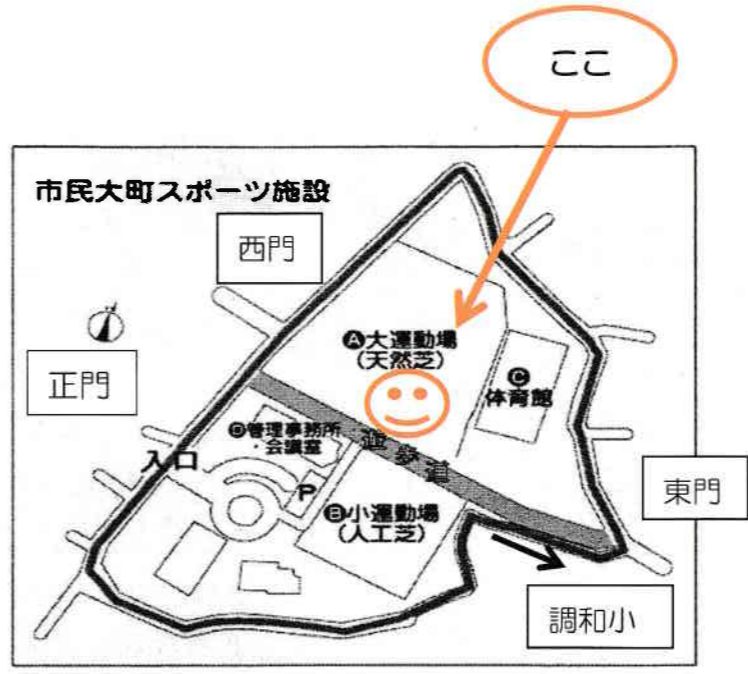 ここ
市民大町スポーツ施設
西門
正門
Ⓐ大運動場
(天然芝)
Ⓒ
体育館
Ⓓ管理事務所
・会議室
遊歩道
入口
P
Ⓑ小運動場
(人工芝)
東門
調和小